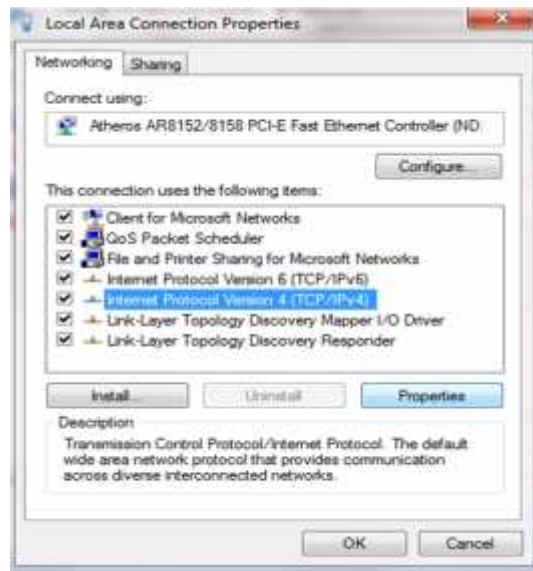 Local Area Connection Properties
Networking
Sharing
Connect using:
Atheros AR8152/8158 PCI-E Fast Ethernet Controller (ND
Configure...
This connection uses the following items:
Client for Microsoft Networks
QoS Packet Scheduler
File and Printer Sharing for Microsoft Networks
Internet Protocol Version 6 (TCP/IPv6)
Internet Protocol Version 4 (TCP/IPv4)
Link-Layer Topology Discovery Mapper I/O Driver
Link-Layer Topology Discovery Responder
Install...
Uninstall
Properties
Description
Transmission Control Protocol/Internet Protocol. The default
wide area network protocol that provides communication
across diverse interconnected networks.
OK
Cancel